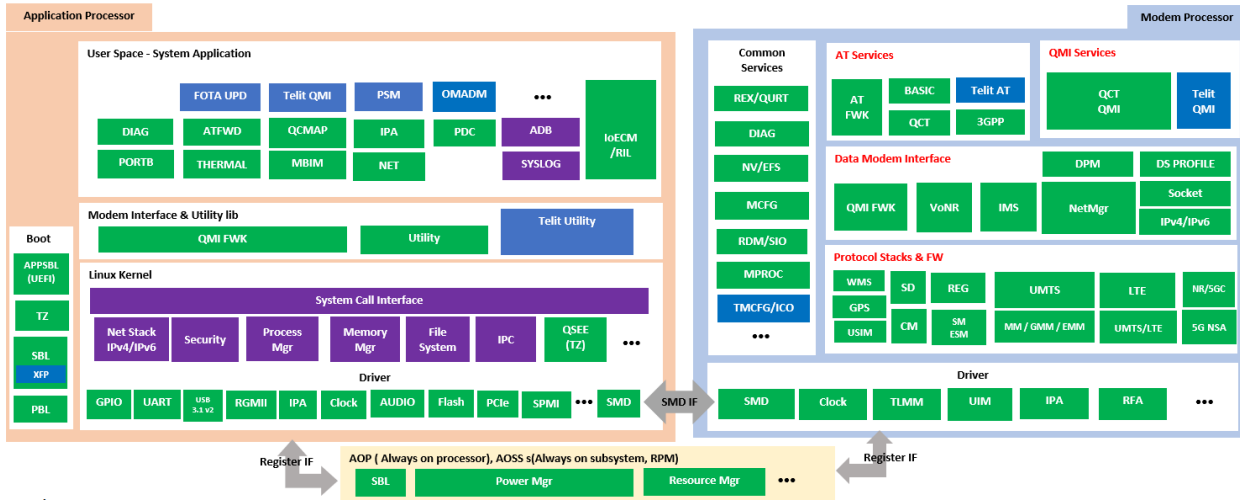 Application Processor
Modem Processor
User Space - System Application
FOTA UPD
Telit QMI
PSM
OMADM
•••
IoECM
/RIL
DIAG
ATFWD
QCMAP
IPA
PDC
ADB
PORTB
THERMAL
MBIM
NET
SYSLOG
Modem Interface & Utility lib
QMI FWK
Utility
Telit Utility
Boot
APPSBL
(UEFI)
TZ
SBL
XFP
PBL
Linux Kernel
System Call Interface
Net Stack
IPv4/IPv6
Security
Process
Mgr
Memory
Mgr
File
System
IPC
QSEE
(TZ)
•••
Driver
GPIO
UART
USB
3.1 v2
RGMII
IPA
Clock
AUDIO
Flash
PCIe
SPMI
•••
SMD
SMD IF
Common
Services
REX/QURT
DIAG
NV/EFS
MCFG
RDM/SIO
MPROC
TMCFG/ICO
•••
AT Services
AT
FWK
BASIC
Telit AT
QCT
3GPP
QMI Services
QCT
QMI
Telit
QMI
Data Modem Interface
DPM
DS PROFILE
QMI FWK
VoNR
IMS
NetMgr
Socket
IPv4/IPv6
Protocol Stacks & FW
WMS
SD
REG
UMTS
LTE
NR/5GC
GPS
USIM
CM
SM
ESM
MM / GMM / EMM
UMTS/LTE
5G NSA
Driver
SMD
Clock
TLMM
UIM
IPA
RFA
•••
Register IF
Register IF
AOP ( Always on processor), AOSS s(Always on subsystem, RPM)
SBL
Power Mgr
Resource Mgr
•••